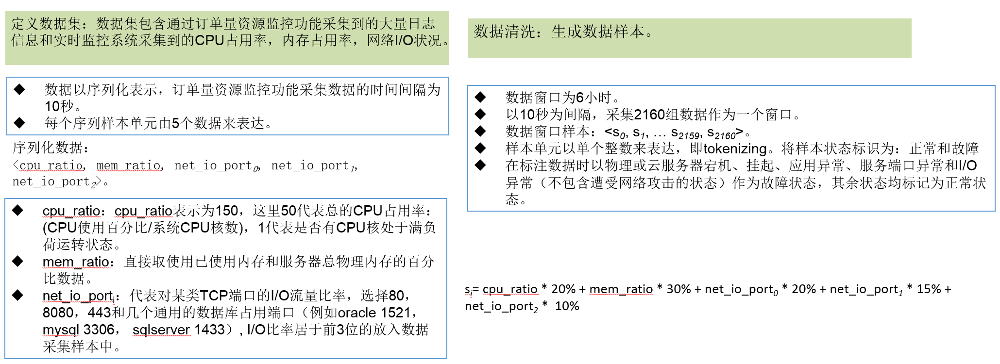 定义数据集：数据集包含通过订单量资源监控功能采集到的大量日志
信息和实时监控系统采集到的CPU占用率，内存占用率，网络I/O状况。
◆ 数据以序列化表示，订单量资源监控功能采集数据的时间间隔为
10秒。
◆ 每个序列样本单元由5个数据来表达。
序列化数据：
<cpu_ratio, mem_ratio, net_io_port0, net_io_port1,
net_io_port2>。
◆ cpu_ratio：cpu_ratio表示为150，这里50代表总的CPU占用率：
(CPU使用百分比/系统CPU核数)，1代表是否有CPU核处于满负
荷运转状态。
◆ mem_ratio：直接取使用已使用内存和服务器总物理内存的百分
比数据。
◆ net_io_porti：代表对某类TCP端口的I/O流量比率，选择80，
8080，443和几个通用的数据库占用端口（例如oracle 1521，
mysql 3306， sqlserver 1433）, I/O比率居于前3位的放入数据
采集样本中。
数据清洗：生成数据样本。
◆ 数据窗口为6小时。
◆ 以10秒为间隔，采集2160组数据作为一个窗口。
◆ 数据窗口样本：<s0, s1, … s2159, s2160>。
◆ 样本单元以单个整数来表达，即tokenizing。将样本状态标识为：正常和故障
◆ 在标注数据时以物理或云服务器宕机、挂起、应用异常、服务端口异常和I/O
异常（不包含遭受网络攻击的状态）作为故障状态，其余状态均标记为正常状
态。
si= cpu_ratio * 20% + mem_ratio * 30% + net_io_port0 * 20% + net_io_port1 * 15% +
net_io_port2 * 10%